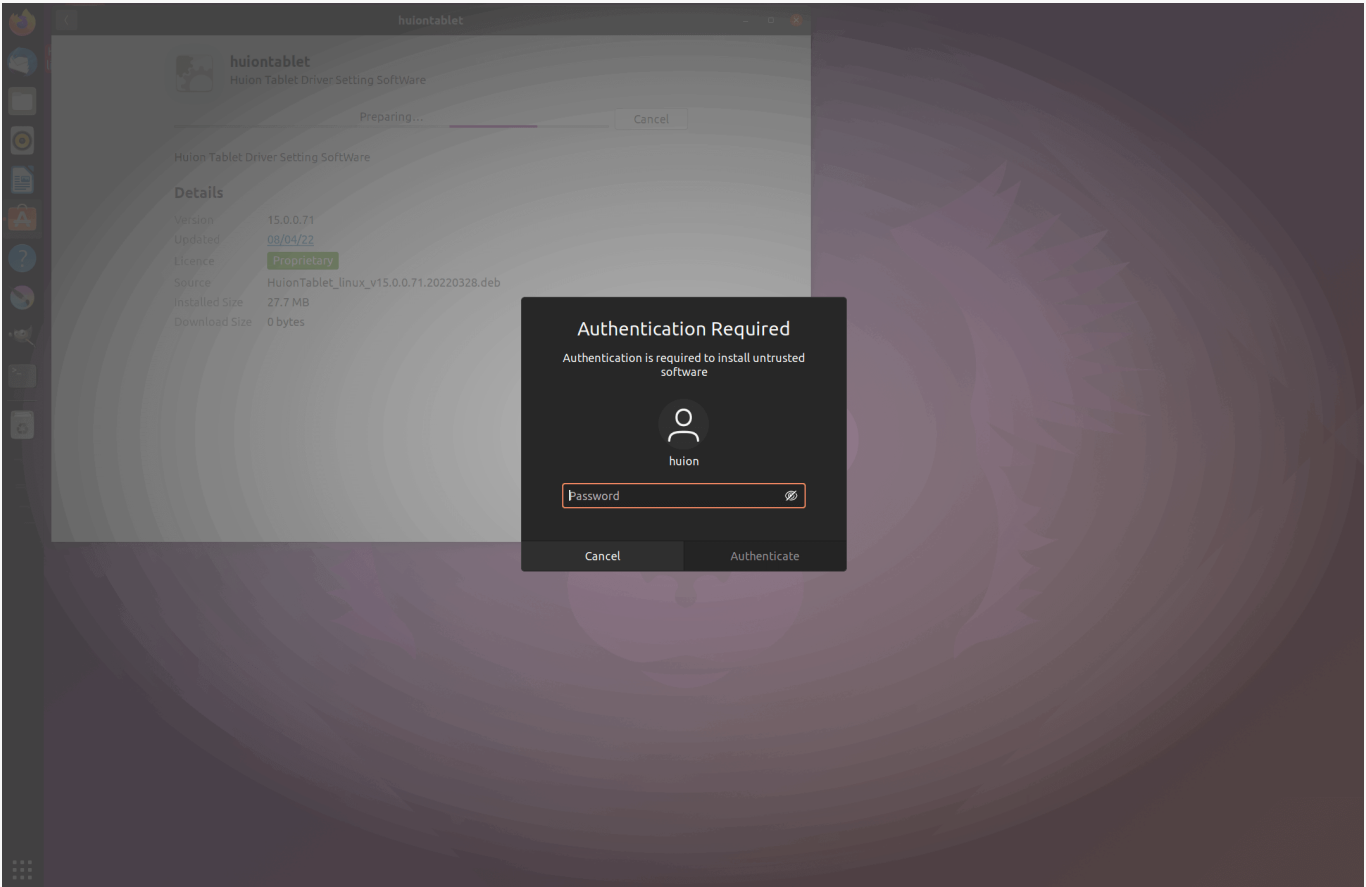 huiontablet
huiontablet
Huion Tablet Driver Setting SoftWare
Preparing...
Cancel
Huion Tablet Driver Setting SoftWare
Details
Version 15.0.0.71
Updated 08/04/22
Licence Proprietary
Source HuionTablet_linux_v15.0.0.71.20220328.deb
Installed Size 27.7 MB
Download Size 0 bytes
Authentication Required
Authentication is required to install untrusted
software
huion
Password
Cancel Authenticate